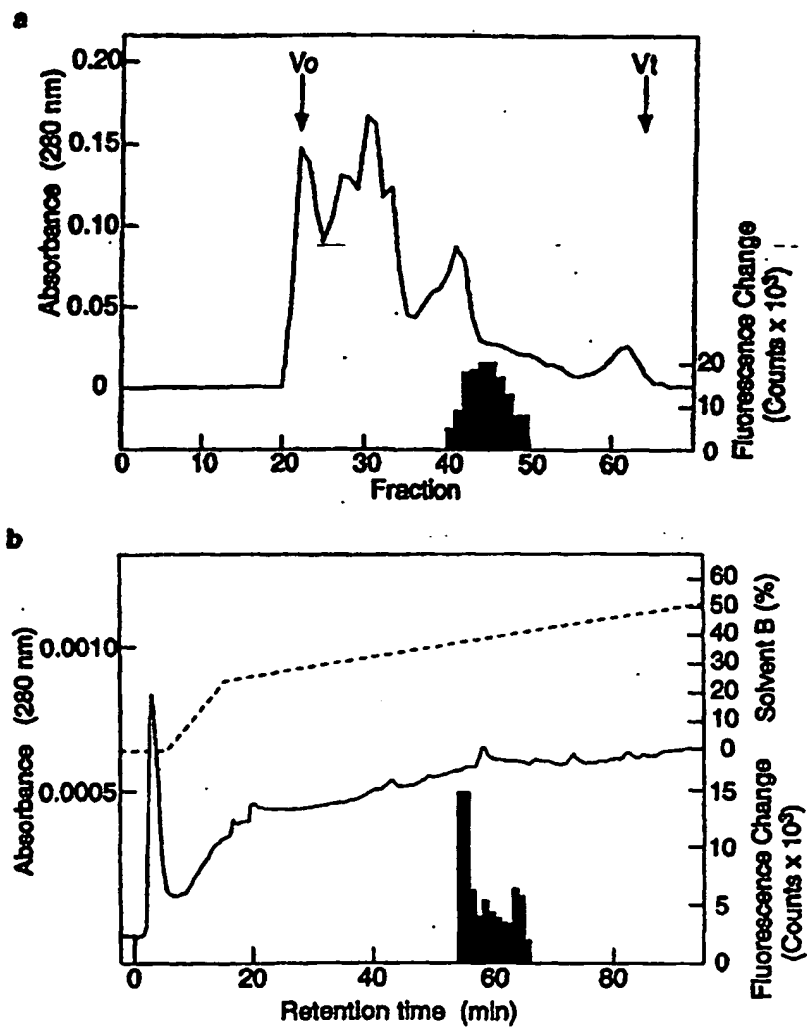 a
Absorbance (280 nm)
0.20
0.15
0.10
0.05
0
Vo
Vt
Fluorescence Change
(Counts x 10³)
20
10
0
0 10 20 30 40 50 60
Fraction
b
Absorbance (280 nm)
0.0010
0.0005
60
50
40
30
20
10
0
Solvent B (%)
15
10
5
0
Fluorescence Change
(Counts x 10³)
0 20 40 60 80
Retention time (min)